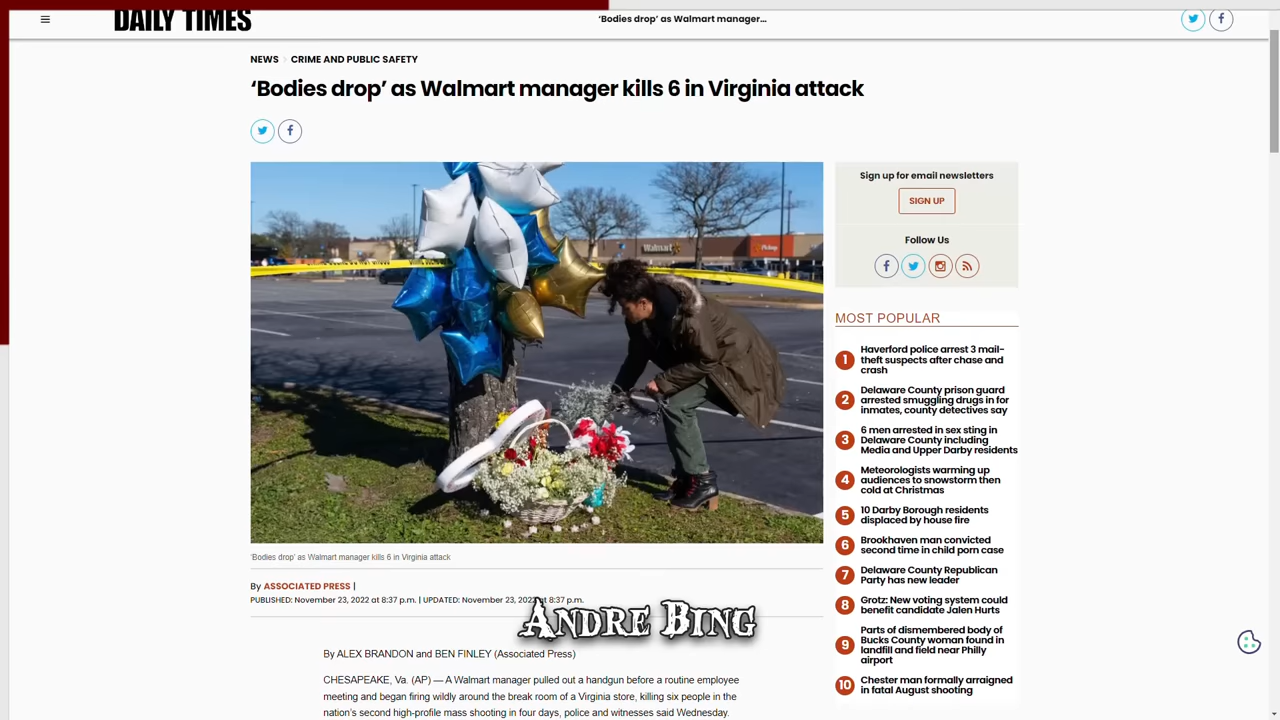 DAILY TIMES
‘Bodies drop’ as Walmart manager…
NEWS CRIME AND PUBLIC SAFETY
‘Bodies drop’ as Walmart manager kills 6 in Virginia attack
Walmart
Pickup
‘Bodies drop’ as Walmart manager kills 6 in Virginia attack
By ASSOCIATED PRESS |
PUBLISHED: November 23, 2022 at 8:37 p.m. | UPDATED: November 23, 2022 at 8:37 p.m.
ANDRE BING
By ALEX BRANDON and BEN FINLEY (Associated Press)
CHESAPEAKE, Va. (AP) — A Walmart manager pulled out a handgun before a routine employee
meeting and began firing wildly around the break room of a Virginia store, killing six people in the
nation’s second high-profile mass shooting in four days, police and witnesses said Wednesday.
Sign up for email newsletters
SIGN UP
Follow Us
MOST POPULAR
1 Haverford police arrest 3 mail-
theft suspects after chase and
crash
2 Delaware County prison guard
arrested smuggling drugs in for
inmates, county detectives say
3 6 men arrested in sex sting in
Delaware County including
Media and Upper Darby residents
4 Meteorologists warming up
audiences to snowstorm then
cold at Christmas
5 10 Darby Borough residents
displaced by house fire
6 Brookhaven man convicted
second time in child porn case
7 Delaware County Republican
Party has new leader
8 Grotz: New voting system could
benefit candidate Jalen Hurts
9 Parts of dismembered body of
Bucks County woman found in
landfill and field near Philly
airport
10 Chester man formally arraigned
in fatal August shooting